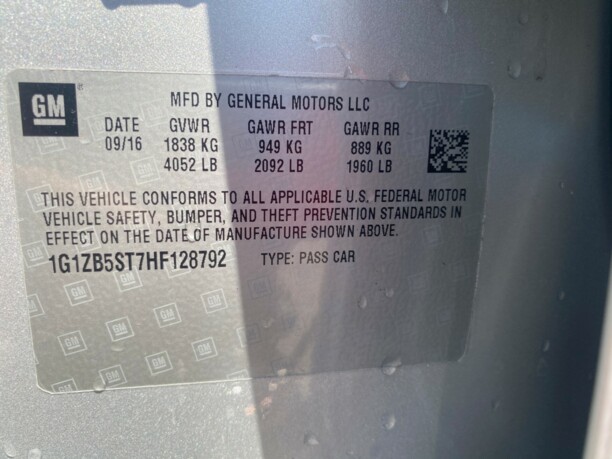 GM
MFD BY GENERAL MOTORS LLC
DATE GVWR GAWR FRT GAWR RR
09/16 1838 KG 949 KG 889 KG
4052 LB 2092 LB 1960 LB
THIS VEHICLE CONFORMS TO ALL APPLICABLE U.S. FEDERAL MOTOR
VEHICLE SAFETY, BUMPER, AND THEFT PREVENTION STANDARDS IN
EFFECT ON THE DATE OF MANUFACTURE SHOWN ABOVE.
1G1ZB5ST7HF128792 TYPE: PASS CAR